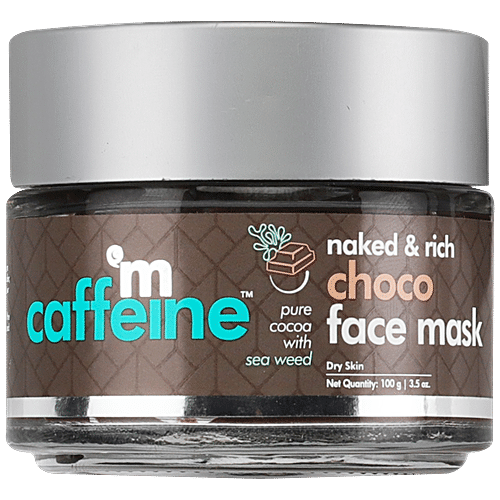 'm
caffeine™
pure
cocoa
with
sea weed
naked & rich
choco
face mask
Dry Skin
Net Quantity: 100 g | 3.5 oz.